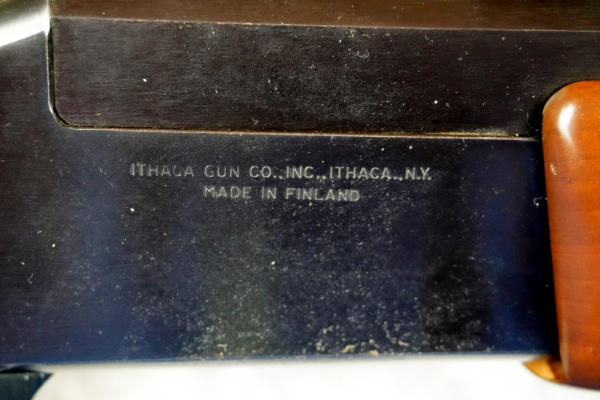 ITHACA GUN CO.,INC.,ITHACA.,N.Y.
MADE IN FINLAND